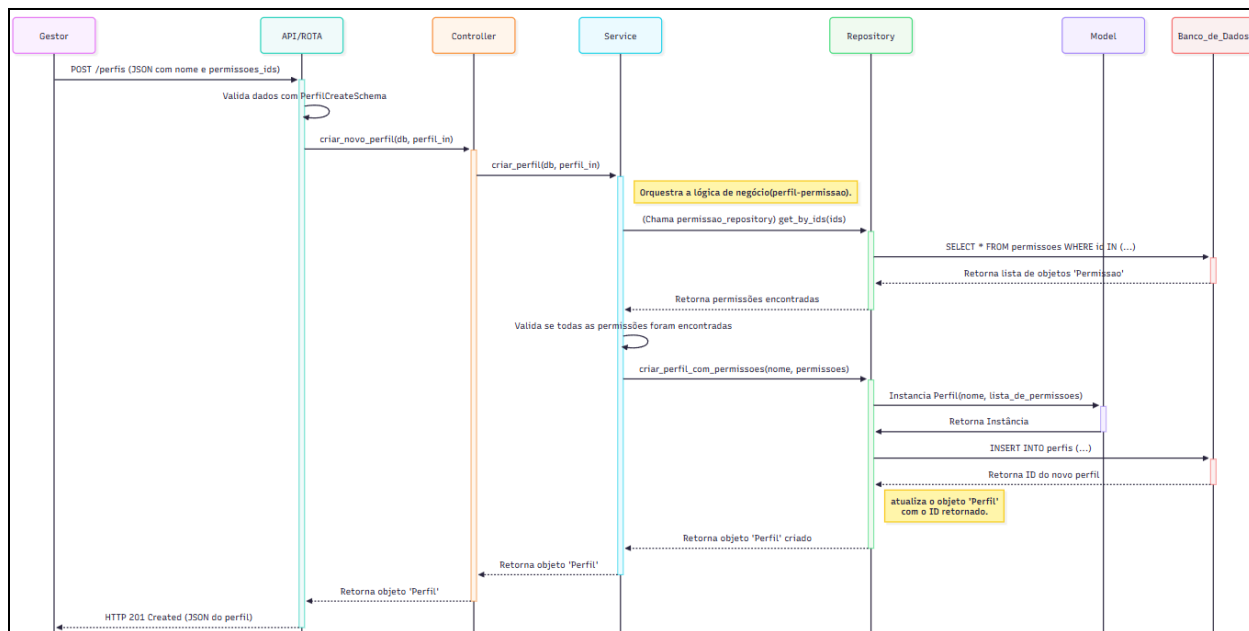 Gestor
API/ROTA
Controller
Service
Repository
Model
Banco_de_Dados
POST /perfis (JSON com nome e permissoes_ids)
Valida dados com PerfilCreateSchema
criar_novo_perfil(db, perfil_in)
criar_perfil(db, perfil_in)
Orquestra a lógica de negócio(perfil-permissao).
(Chama permissao_repository) get_by_ids(ids)
SELECT * FROM permissoes WHERE id IN (...)
Retorna lista de objetos 'Permissao'
Retorna permissões encontradas
Valida se todas as permissões foram encontradas
criar_perfil_com_permissoes(nome, permissoes)
Instancia Perfil(nome, lista_de_permissoes)
Retorna Instância
INSERT INTO perfis (...)
Retorna ID do novo perfil
atualiza o objeto 'Perfil'
com o ID retornado.
Retorna objeto 'Perfil' criado
Retorna objeto 'Perfil'
Retorna objeto 'Perfil'
HTTP 201 Created (JSON do perfil)